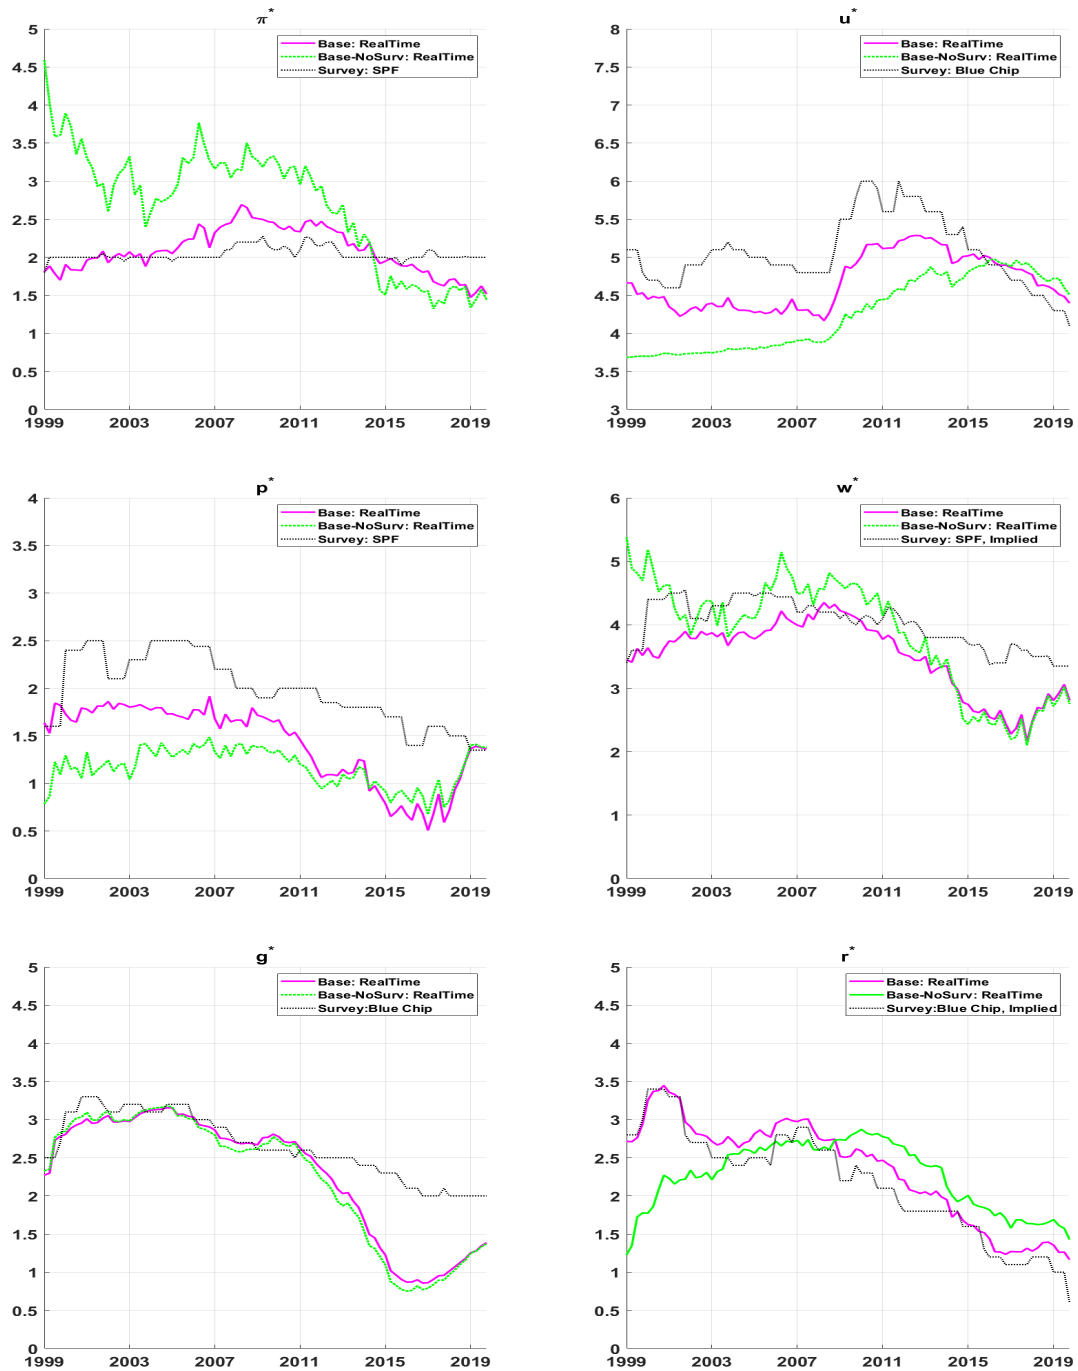 π*
5
4.5
4
3.5
3
2.5
2
1.5
1
0.5
0
1999 2003 2007 2011 2015 2019
Base: RealTime
Base-NoSurv: RealTime
Survey: SPF
u*
8
7.5
7
6.5
6
5.5
5
4.5
4
3.5
3
1999 2003 2007 2011 2015 2019
Base: RealTime
Base-NoSurv: RealTime
Survey: Blue Chip
p*
4
3.5
3
2.5
2
1.5
1
0.5
0
1999 2003 2007 2011 2015 2019
Base: RealTime
Base-NoSurv: RealTime
Survey: SPF
w*
6
5
4
3
2
1
0
1999 2003 2007 2011 2015 2019
Base: RealTime
Base-NoSurv: RealTime
Survey: SPF, Implied
g*
5
4.5
4
3.5
3
2.5
2
1.5
1
0.5
0
1999 2003 2007 2011 2015 2019
Base: RealTime
Base-NoSurv: RealTime
Survey:Blue Chip
r*
5
4.5
4
3.5
3
2.5
2
1.5
1
0.5
0
1999 2003 2007 2011 2015 2019
Base: RealTime
Base-NoSurv: RealTime
Survey:Blue Chip, Implied